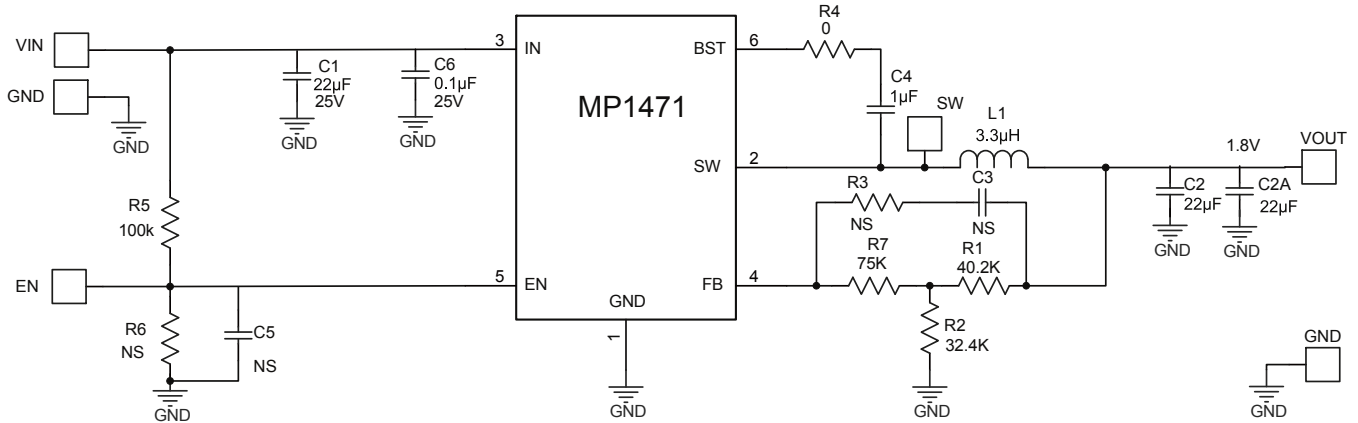 VIN
GND
GND
R5
100k
EN
R6
NS
C5
NS
GND
C1
22µF
25V
GND
C6
0.1µF
25V
GND
3
IN
5
EN
MP1471
GND
1
GND
BST
6
SW
2
FB
4
R4
0
C4
1µF
SW
L1
3.3µH
R3
NS
C3
NS
R7
75K
R1
40.2K
R2
32.4K
GND
1.8V
VOUT
C2
22µF
GND
C2A
22µF
GND
GND
GND